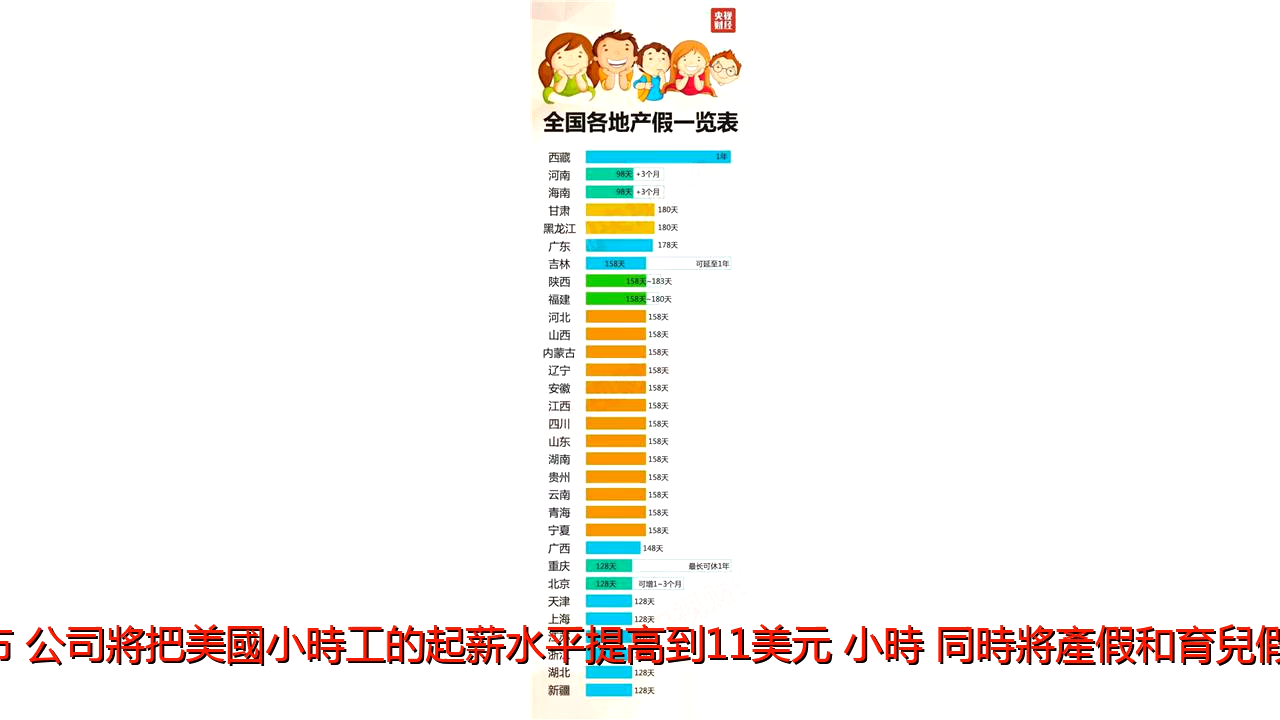 央视
财经
全国各地产假一览表
西藏 1年
河南 98天 +3个月
海南 98天 +3个月
甘肃 180天
黑龙江 180天
广东 178天
吉林 158天 可延至1年
陕西 158天~183天
福建 158天~180天
河北 158天
山西 158天
内蒙古 158天
辽宁 158天
安徽 158天
江西 158天
四川 158天
山东 158天
湖南 158天
贵州 158天
云南 158天
青海 158天
宁夏 158天
广西 148天
重庆 128天 最长可休1年
北京 128天 可增1~3个月
天津 128天
上海 128天
公司將把美國小時工的起薪水平提高到11美元 小時 同時將產假和育兒假
湖北 128天
新疆 128天